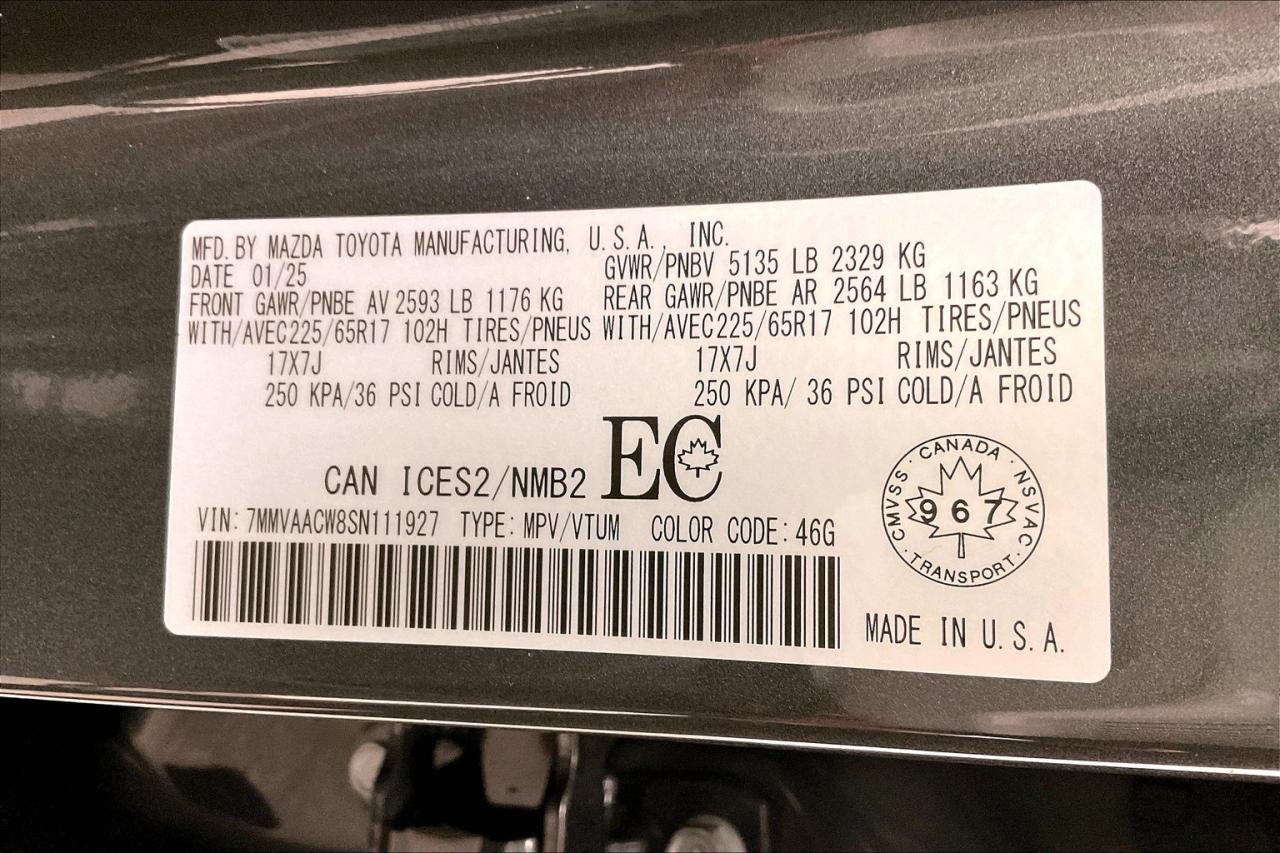 MFD. BY MAZDA TOYOTA MANUFACTURING, U.S.A., INC.
DATE 01/25 GVWR/PNBV 5135 LB 2329 KG
FRONT GAWR/PNBE AV 2593 LB 1176 KG REAR GAWR/PNBE AR 2564 LB 1163 KG
WITH/AVEC225/65R17 102H TIRES/PNEUS WITH/AVEC225/65R17 102H TIRES/PNEUS
17X7J RIMS/JANTES 17X7J RIMS/JANTES
250 KPA/36 PSI COLD/A FROID 250 KPA/ 36 PSI COLD/A FROID
CAN ICES2/NMB2 EC
VIN: 7MMVAACW8SN111927 TYPE: MPV/VTUM COLOR CODE: 46G
CMVSS · CANADA · NSVAC · TRANSPORT ·
967
MADE IN U.S.A.